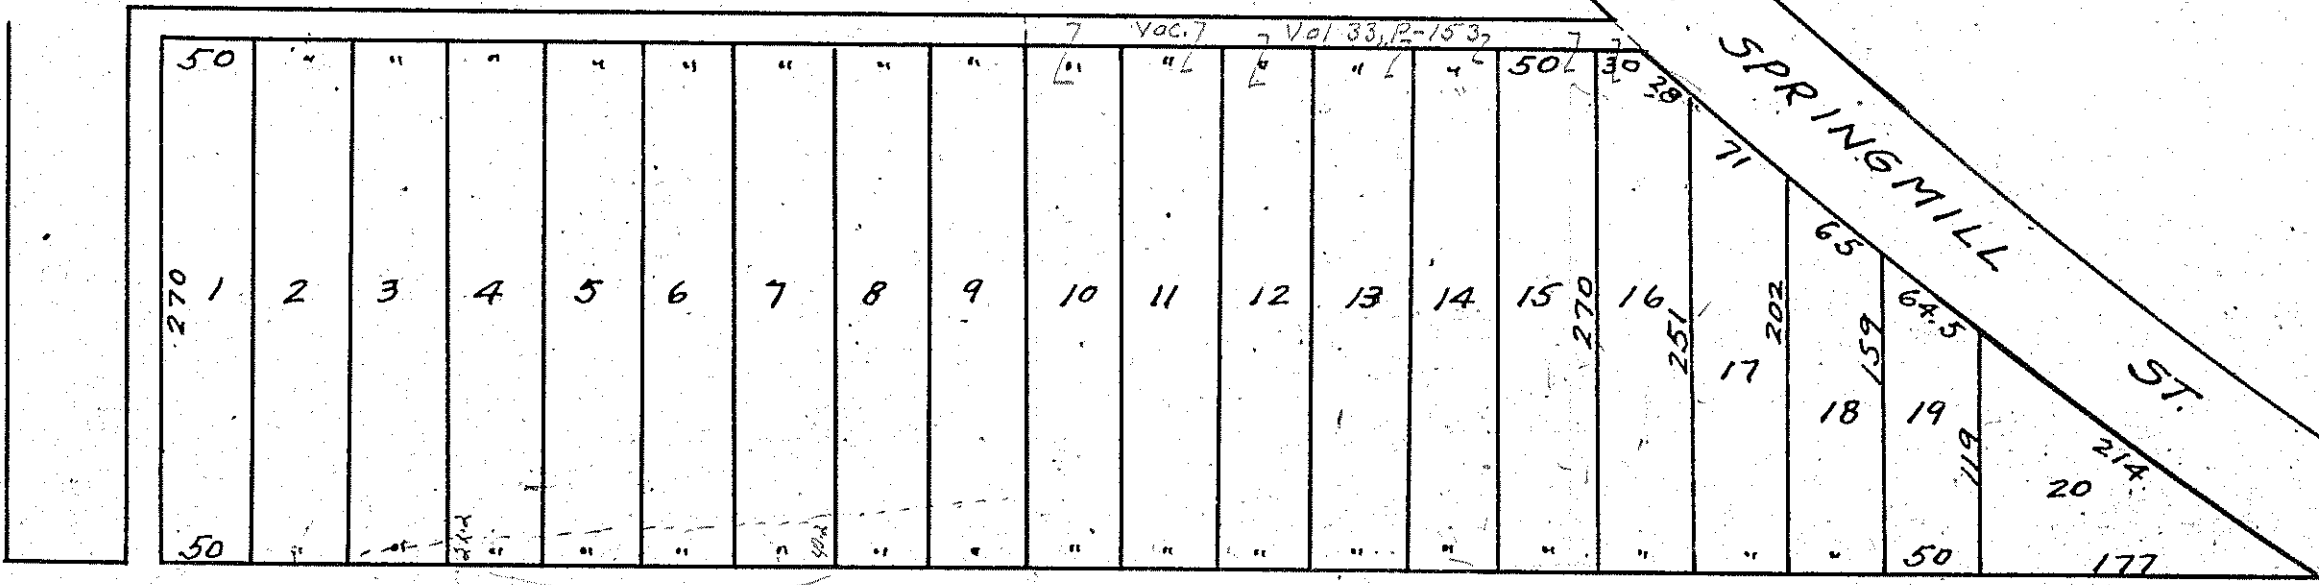 Vac. Vol 33, P-153
50 " " " " " " " " " " " " " 50 30
28
SPRINGMILL ST.
71
65
64.5
214
270 1 2 3 4 5 6 7 8 9 10 11 12 13 14 15 270 16 251 17 202 18 159 19 119 20
50 " " " " " " " " " " " " " " " " " 50 177